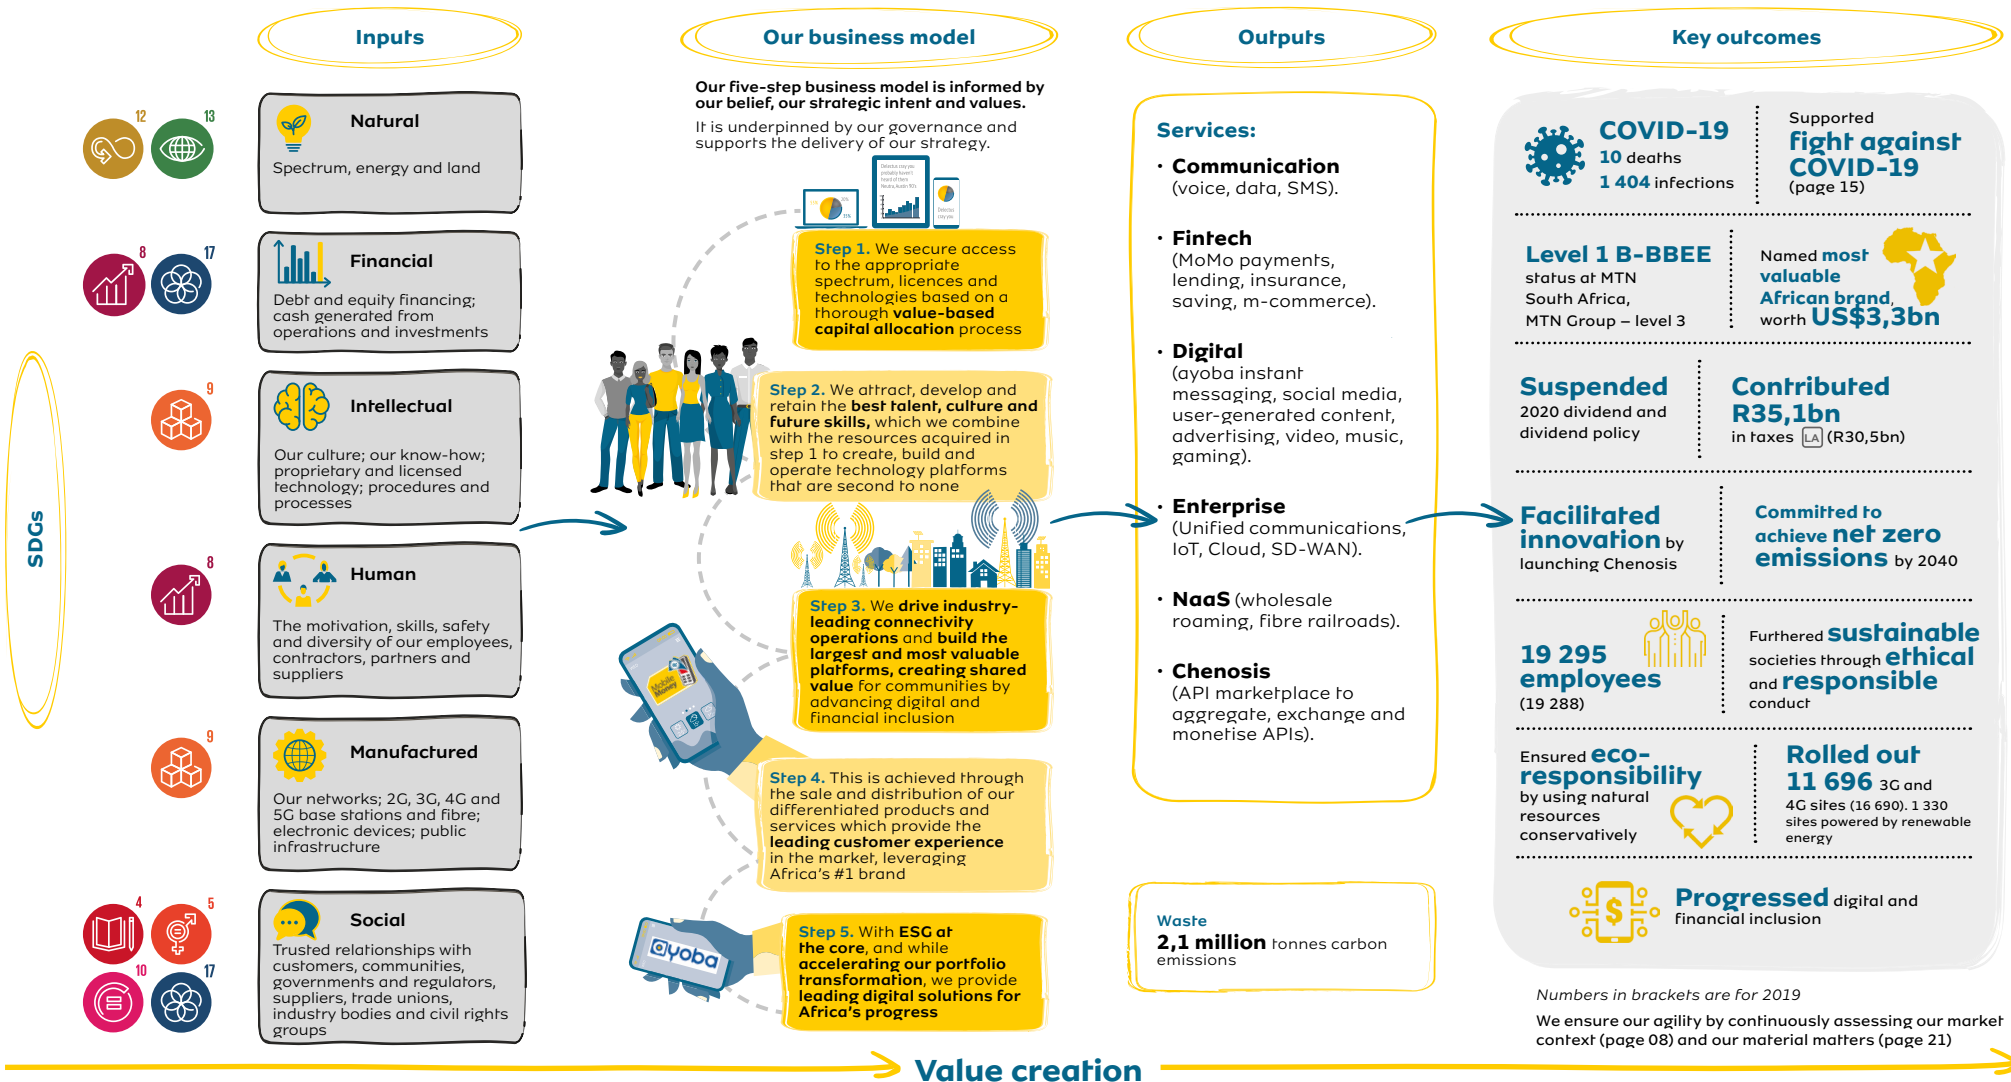 Inputs
Our business model
Outputs
Key outcomes
SDGs
12
13
Natural
Spectrum, energy and land
8
17
Financial
Debt and equity financing;
cash generated from
operations and investments
9
Intellectual
Our culture; our know-how;
proprietary and licensed
technology; procedures and
processes
8
Human
The motivation, skills, safety
and diversity of our employees,
contractors, partners and
suppliers
9
Manufactured
Our networks; 2G, 3G, 4G and
5G base stations and fibre;
electronic devices; public
infrastructure
4
5
10
17
Social
Trusted relationships with
customers, communities,
governments and regulators,
suppliers, trade unions,
industry bodies and civil rights
groups
Our five-step business model is informed by
our belief, our strategic intent and values.
It is underpinned by our governance and
supports the delivery of our strategy.
Step 1. We secure access
to the appropriate
spectrum, licences and
technologies based on a
thorough value-based
capital allocation process
Step 2. We attract, develop and
retain the best talent, culture and
future skills, which we combine
with the resources acquired in
step 1 to create, build and
operate technology platforms
that are second to none
Step 3. We drive industry-
leading connectivity
operations and build the
largest and most valuable
platforms, creating shared
value for communities by
advancing digital and
financial inclusion
Mobile
Money
Step 4. This is achieved through
the sale and distribution of our
differentiated products and
services which provide the
leading customer experience
in the market, leveraging
Africa's #1 brand
ayoba
Step 5. With ESG at
the core, and while
accelerating our portfolio
transformation, we provide
leading digital solutions for
Africa's progress
Services:
• Communication
(voice, data, SMS).
• Fintech
(MoMo payments,
lending, insurance,
saving, m-commerce).
• Digital
(ayoba instant
messaging, social media,
user-generated content,
advertising, video, music,
gaming).
• Enterprise
(Unified communications,
IoT, Cloud, SD-WAN).
• NaaS (wholesale
roaming, fibre railroads).
• Chenosis
(API marketplace to
aggregate, exchange and
monetise APIs).
Waste
2,1 million tonnes carbon
emissions
COVID-19
10 deaths
1 404 infections
Supported
fight against
COVID-19
(page 15)
Level 1 B-BBEE
status at MTN
South Africa,
MTN Group – level 3
Named most
valuable
African brand,
worth US$3,3bn
Suspended
2020 dividend and
dividend policy
Contributed
R35,1bn
in taxes LA (R30,5bn)
Facilitated
innovation by
launching Chenosis
Committed to
achieve net zero
emissions by 2040
19 295
employees
(19 288)
Furthered sustainable
societies through ethical
and responsible
conduct
Ensured eco-
responsibility
by using natural
resources
conservatively
Rolled out
11 696 3G and
4G sites (16 690). 1 330
sites powered by renewable
energy
$
Progressed digital and
financial inclusion
Numbers in brackets are for 2019
We ensure our agility by continuously assessing our market
context (page 08) and our material matters (page 21)
Value creation